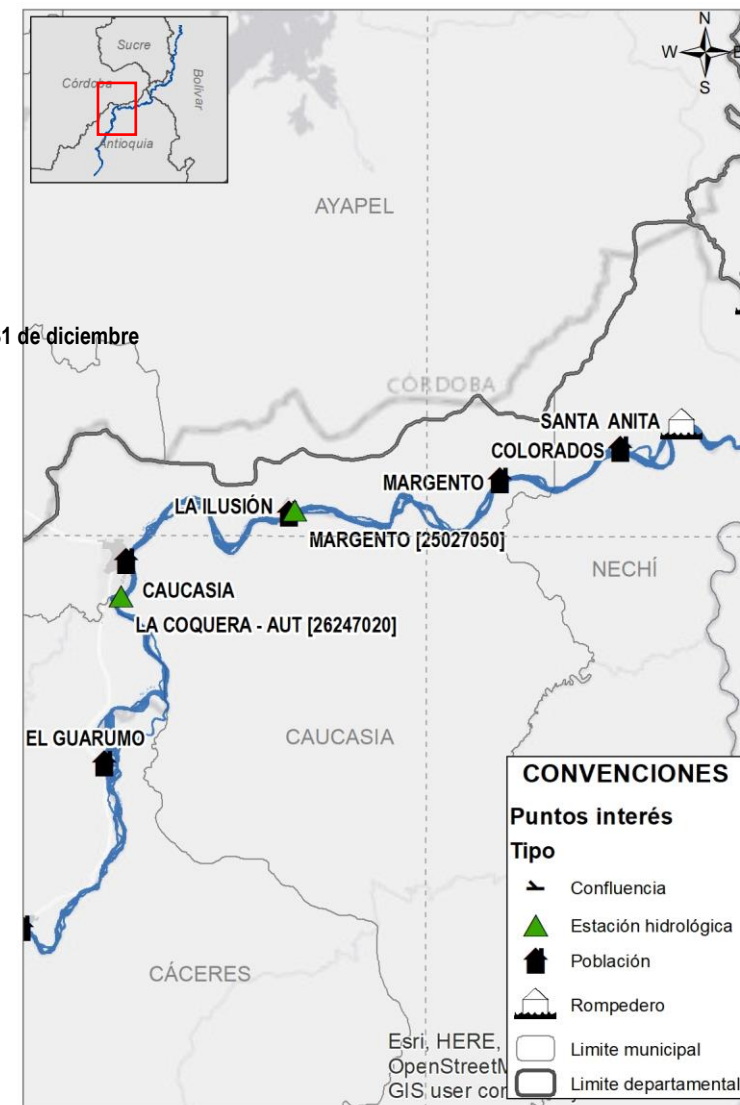 Sucre
Córdoba
Bolívar
Antioquia
N
W E
S
AYAPEL
31 de diciembre
CÓRDOBA
SANTA ANITA
COLORADOS
MARGENTO
LA ILUSIÓN
MARGENTO [25027050]
NECHÍ
CAUCASIA
LA COQUERA - AUT [26247020]
EL GUARUMO
CAUCASIA
CÁCERES
CONVENCIONES
Puntos interés
Tipo
Confluencia
Estación hidrológica
Población
Rompedero
Limite municipal
Limite departamental
Esri, HERE,
OpenStreetM
GIS user